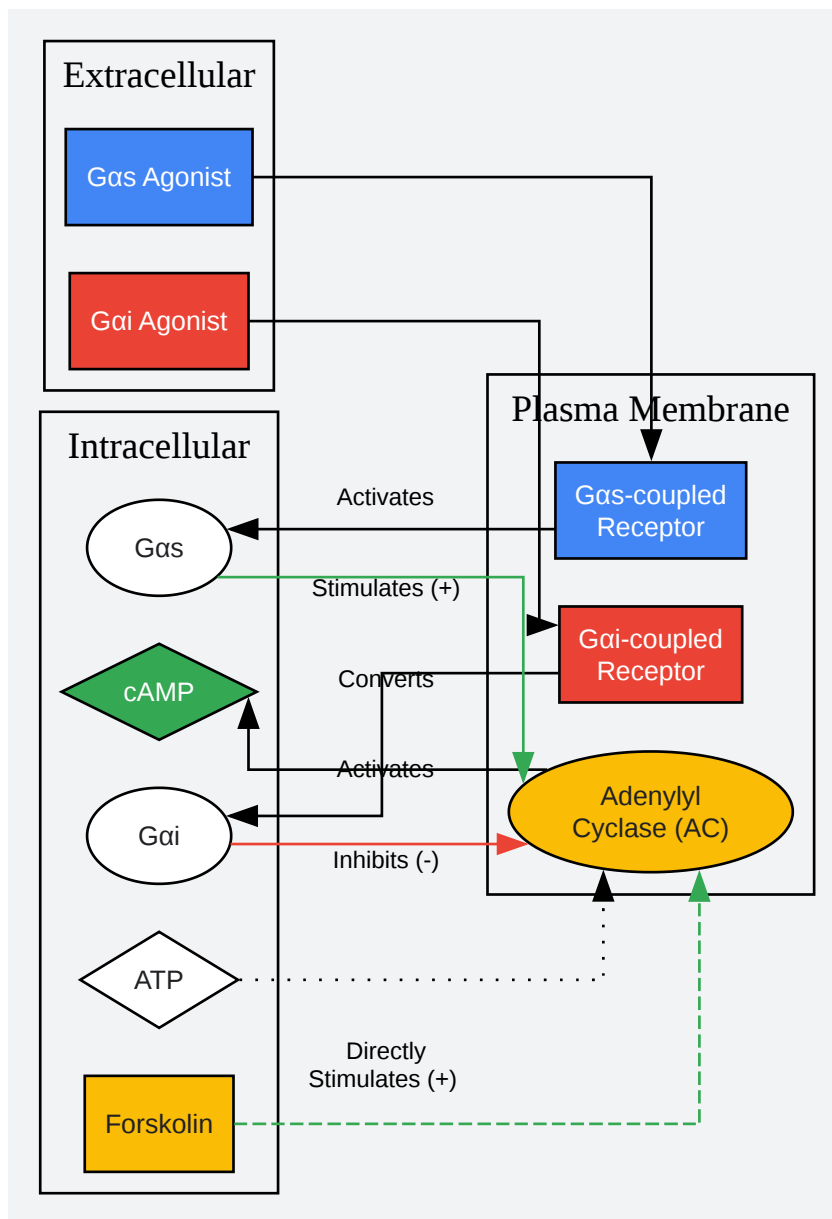 Extracellular
Gαs Agonist
Gαi Agonist
Plasma Membrane
Intracellular
Gαs-coupled
Receptor
Activates
Gαs
Stimulates (+)
Gαi-coupled
Receptor
Converts
cAMP
Activates
Adenylyl
Cyclase (AC)
Gαi
Inhibits (-)
ATP
Directly
Stimulates (+)
Forskolin